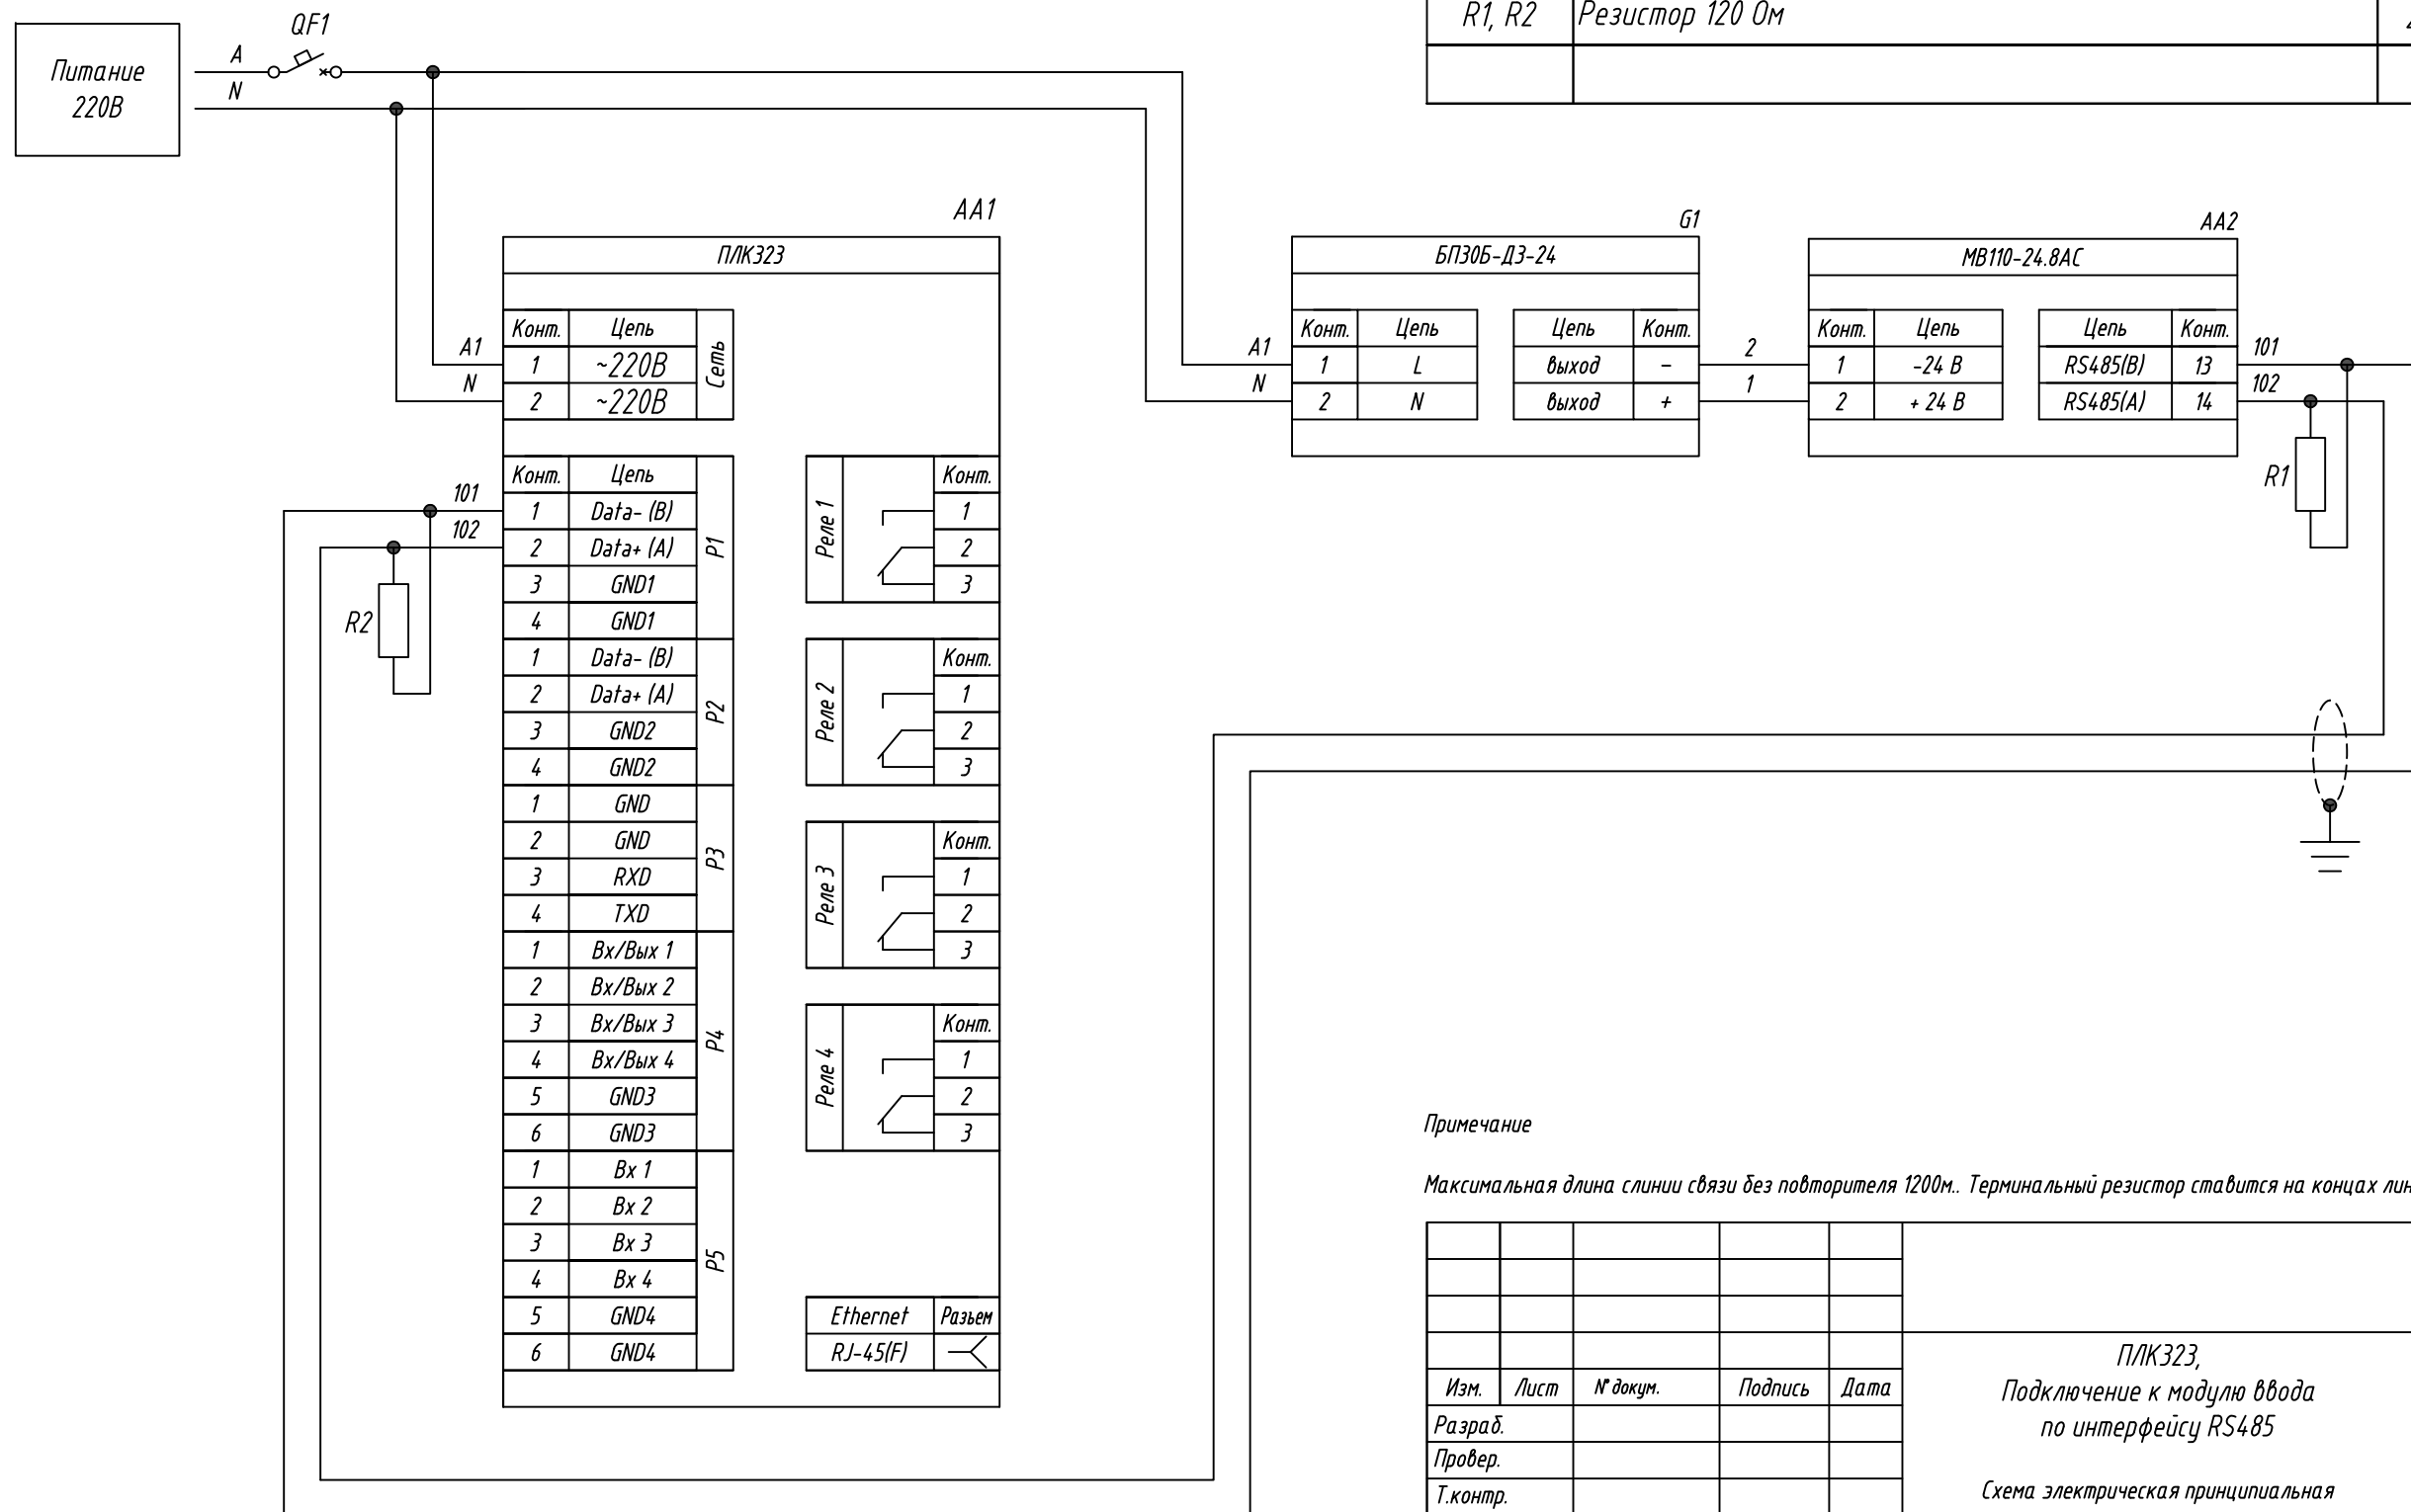 R1, R2 Резистор 120 Ом
QF1
Питание
220В
A
N
AA1
ПЛК323
Конт. Цепь
Сеть
A1 1 ~220В
N 2 ~220В
Конт. Цепь
P1
101 1 Data- (B)
102 2 Data+ (A)
3 GND1
4 GND1
R2
P2
1 Data- (B)
2 Data+ (A)
3 GND2
4 GND2
P3
1 GND
2 GND
3 RXD
4 TXD
P4
1 Вх/Вых 1
2 Вх/Вых 2
3 Вх/Вых 3
4 Вх/Вых 4
5 GND3
6 GND3
P5
1 Вх 1
2 Вх 2
3 Вх 3
4 Вх 4
5 GND4
6 GND4
Реле 1
Конт.
1
2
3
Реле 2
Конт.
1
2
3
Реле 3
Конт.
1
2
3
Реле 4
Конт.
1
2
3
Ethernet Разьем
RJ-45(F)
G1
БП30Б-Д3-24
Конт. Цепь Цепь Конт.
A1 1 L выход - 2
N 2 N выход + 1
AA2
МВ110-24.8АС
Конт. Цепь Цепь Конт.
1 -24 В RS485(B) 13 101
2 + 24 В RS485(A) 14 102
R1
Примечание
Максимальная длина слинии связи без повторителя 1200м.. Терминальный резистор ставится на концах
Изм. Лист № докум. Подпись Дата
Разраб.
Провер.
Т.контр.
ПЛК323,
Подключение к модулю ввода
по интерфейсу RS485
Схема электрическая принципиальная